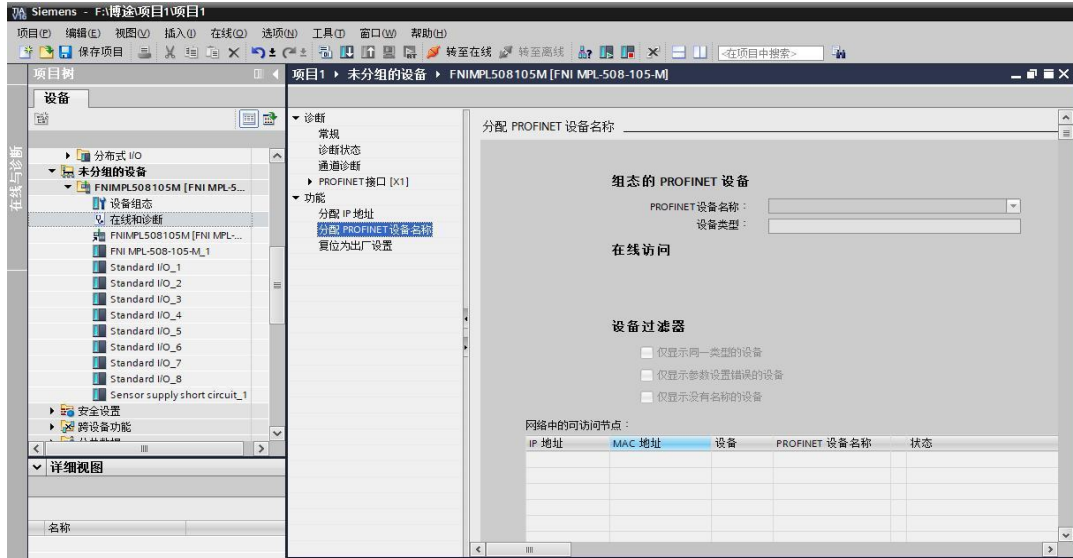 Siemens - F:\博途\项目1\项目1
项目(P) 编辑(E) 视图(V) 插入(I) 在线(O) 选项(N) 工具(T) 窗口(W) 帮助(H)
保存项目 转至在线 转至离线 <在项目中搜索>
项目树
项目1 ▸ 未分组的设备 ▸ FNIMPL508105M [FNI MPL-508-105-M]
设备
在线与诊断
分布式 I/O
未分组的设备
FNIMPL508105M [FNI MPL-5...
设备组态
在线和诊断
FNIMPL508105M [FNI MPL-...
FNI MPL-508-105-M_1
Standard I/O_1
Standard I/O_2
Standard I/O_3
Standard I/O_4
Standard I/O_5
Standard I/O_6
Standard I/O_7
Standard I/O_8
Sensor supply short circuit_1
安全设置
跨设备功能
详细视图
名称
诊断
常规
诊断状态
通道诊断
PROFINET接口 [X1]
功能
分配 IP 地址
分配 PROFINET设备名称
复位为出厂设置
分配 PROFINET 设备名称
组态的 PROFINET 设备
PROFINET设备名称：
设备类型：
在线访问
设备过滤器
仅显示同一类型的设备
仅显示参数设置错误的设备
仅显示没有名称的设备
网络中的可访问节点：
IP 地址 MAC 地址 设备 PROFINET 设备名称 状态